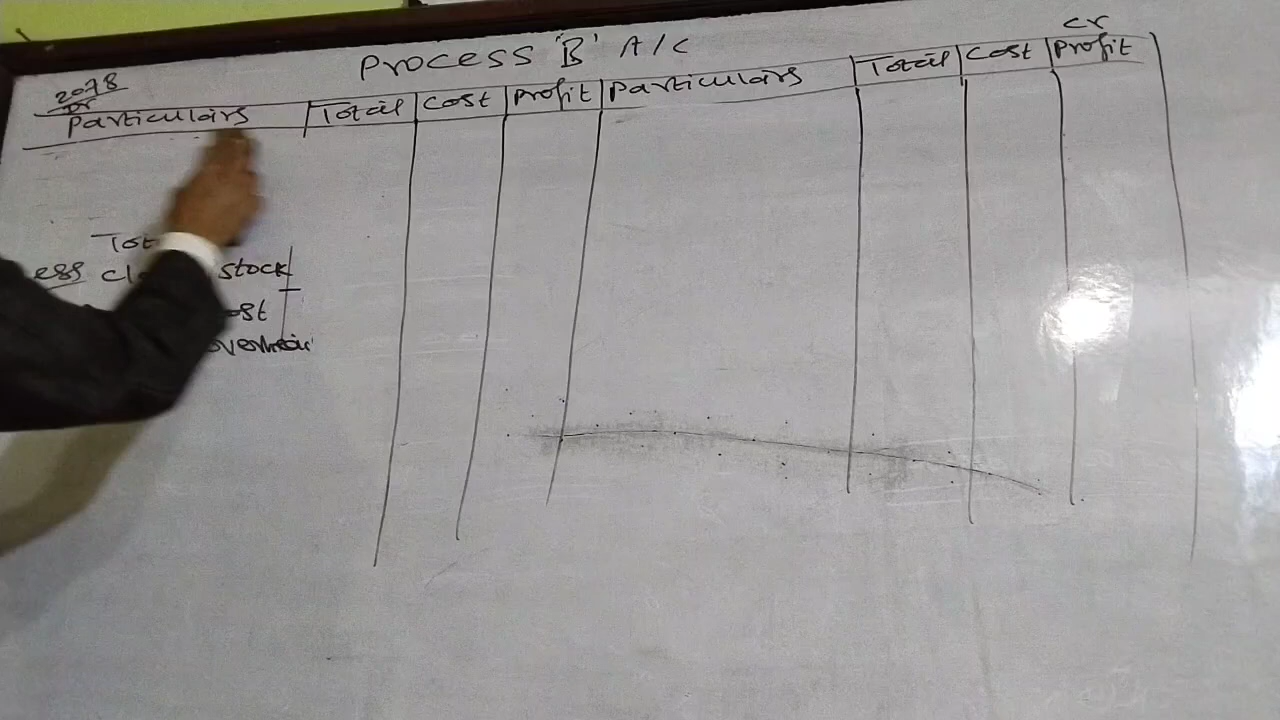 Process 'B' A/C
2078
Dr
Cr
Particulars Total Cost Profit Particulars Total Cost Profit
stock